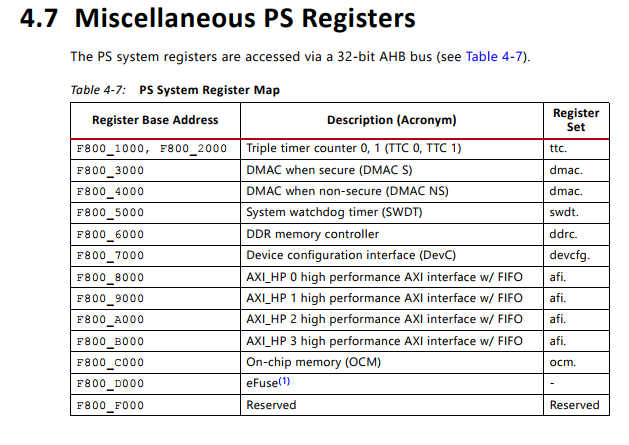 4.7 Miscellaneous PS Registers
The PS system registers are accessed via a 32-bit AHB bus (see Table 4-7).
Table 4-7: PS System Register Map
Register Base Address Description (Acronym) Register Set
F800_1000, F800_2000 Triple timer counter 0, 1 (TTC 0, TTC 1) ttc.
F800_3000 DMAC when secure (DMAC S) dmac.
F800_4000 DMAC when non-secure (DMAC NS) dmac.
F800_5000 System watchdog timer (SWDT) swdt.
F800_6000 DDR memory controller ddrc.
F800_7000 Device configuration interface (DevC) devcfg.
F800_8000 AXI_HP 0 high performance AXI interface w/ FIFO afi.
F800_9000 AXI_HP 1 high performance AXI interface w/ FIFO afi.
F800_A000 AXI_HP 2 high performance AXI interface w/ FIFO afi.
F800_B000 AXI_HP 3 high performance AXI interface w/ FIFO afi.
F800_C000 On-chip memory (OCM) ocm.
F800_D000 eFuse(1) -
F800_F000 Reserved Reserved